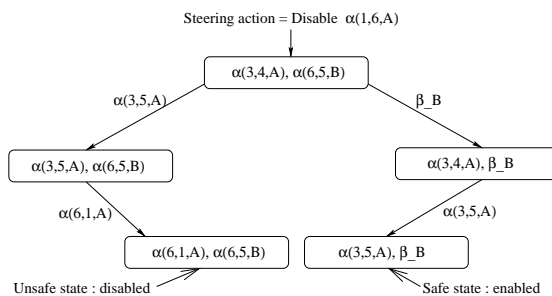 Steering action = Disable α(1,6,A)
α(3,4,A), α(6,5,B)
α(3,5,A)
β_B
α(3,5,A), α(6,5,B)
α(3,4,A), β_B
α(6,1,A)
α(3,5,A)
α(6,1,A), α(6,5,B)
α(3,5,A), β_B
Unsafe state : disabled
Safe state : enabled